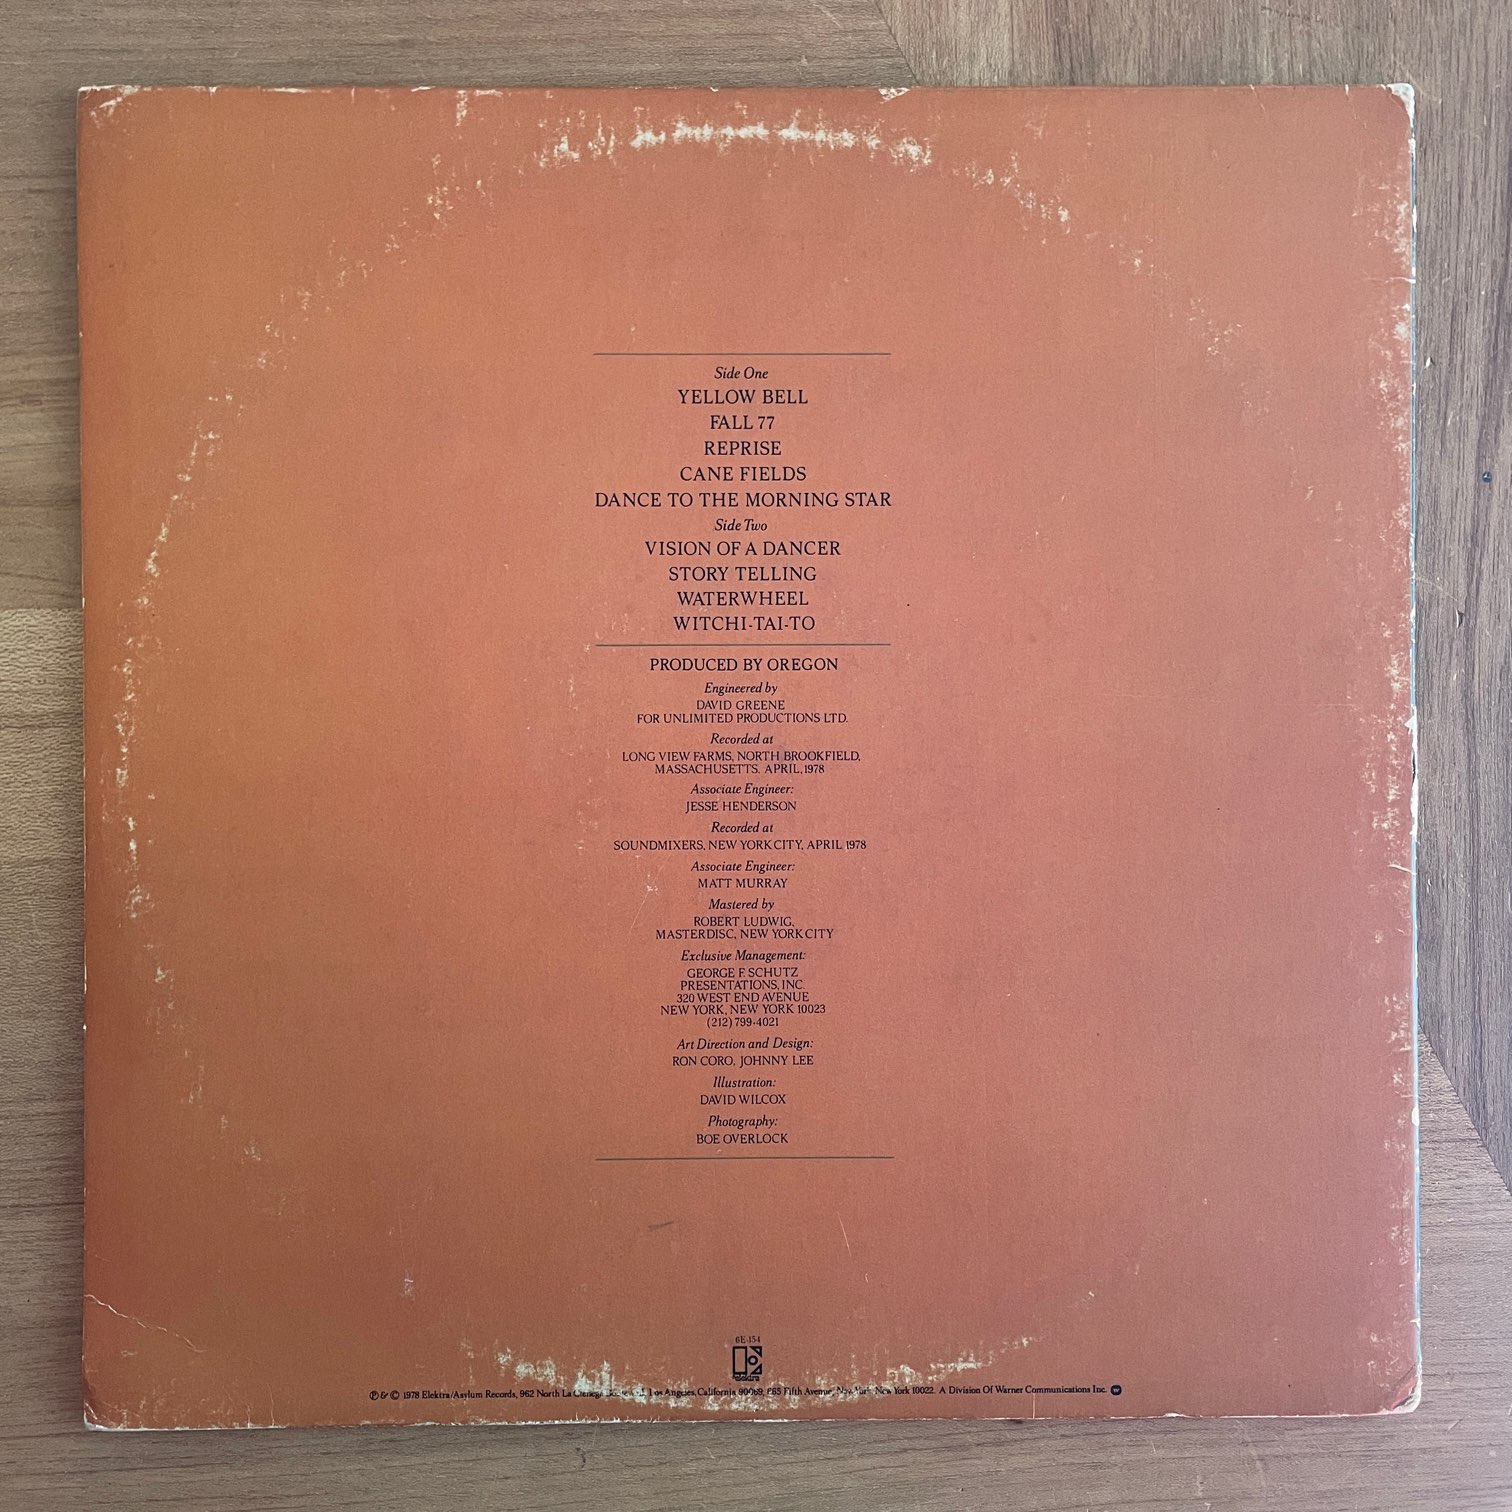 Side One
YELLOW BELL
FALL 77
REPRISE
CANE FIELDS
DANCE TO THE MORNING STAR
Side Two
VISION OF A DANCER
STORY TELLING
WATERWHEEL
WITCHI-TAI-TO
PRODUCED BY OREGON
Engineered by
DAVID GREENE
FOR UNLIMITED PRODUCTIONS LTD.
Recorded at
LONG VIEW FARMS, NORTH BROOKFIELD,
MASSACHUSETTS. APRIL, 1978
Associate Engineer:
JESSE HENDERSON
Recorded at
SOUNDMIXERS, NEW YORK CITY, APRIL 1978
Associate Engineer:
MATT MURRAY
Mastered by
ROBERT LUDWIG,
MASTERDISC, NEW YORK CITY
Exclusive Management:
GEORGE F. SCHUTZ
PRESENTATIONS, INC.
320 WEST END AVENUE
NEW YORK, NEW YORK 10023
(212) 799-4021
Art Direction and Design:
RON CORO, JOHNNY LEE
Illustration:
DAVID WILCOX
Photography:
BOE OVERLOCK
6E-154
elektra
℗ & © 1978 Elektra/Asylum Records, 962 North La Cienega Los Angeles, California 90069, 665 Fifth Avenue, New York, New York 10022. A Division Of Warner Communications Inc.